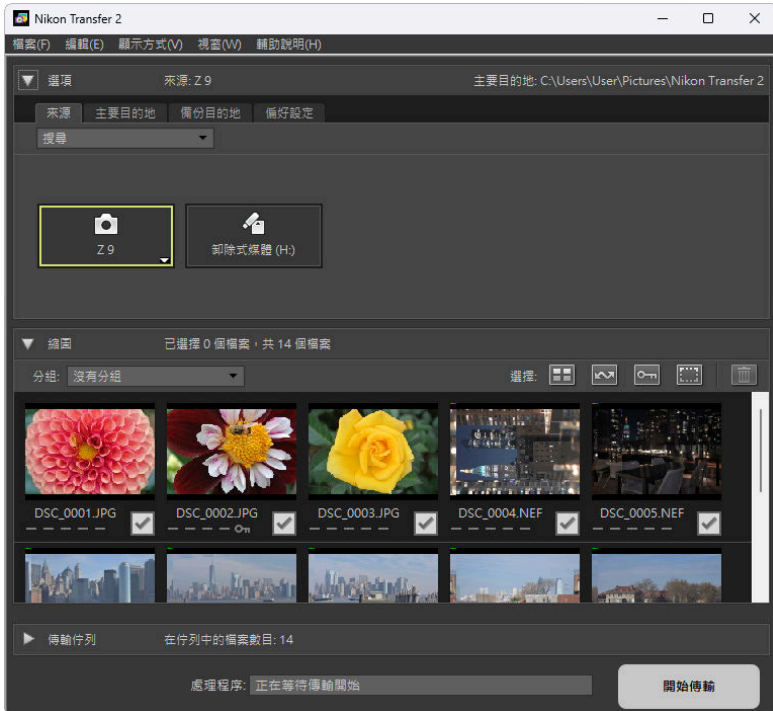 Nikon Transfer 2
檔案(F) 編輯(E) 顯示方式(V) 視窗(W) 輔助說明(H)
選項 來源: Z 9 主要目的地: C:\Users\User\Pictures\Nikon Transfer 2
來源 主要目的地 備份目的地 偏好設定
搜尋
Z 9 卸除式媒體 (H:)
縮圖 已選擇 0 個檔案，共 14 個檔案
分組: 沒有分組 選擇:
DSC_0001.JPG DSC_0002.JPG DSC_0003.JPG DSC_0004.NEF DSC_0005.NEF
傳輸佇列 在佇列中的檔案數目: 14
處理程序: 正在等待傳輸開始 開始傳輸